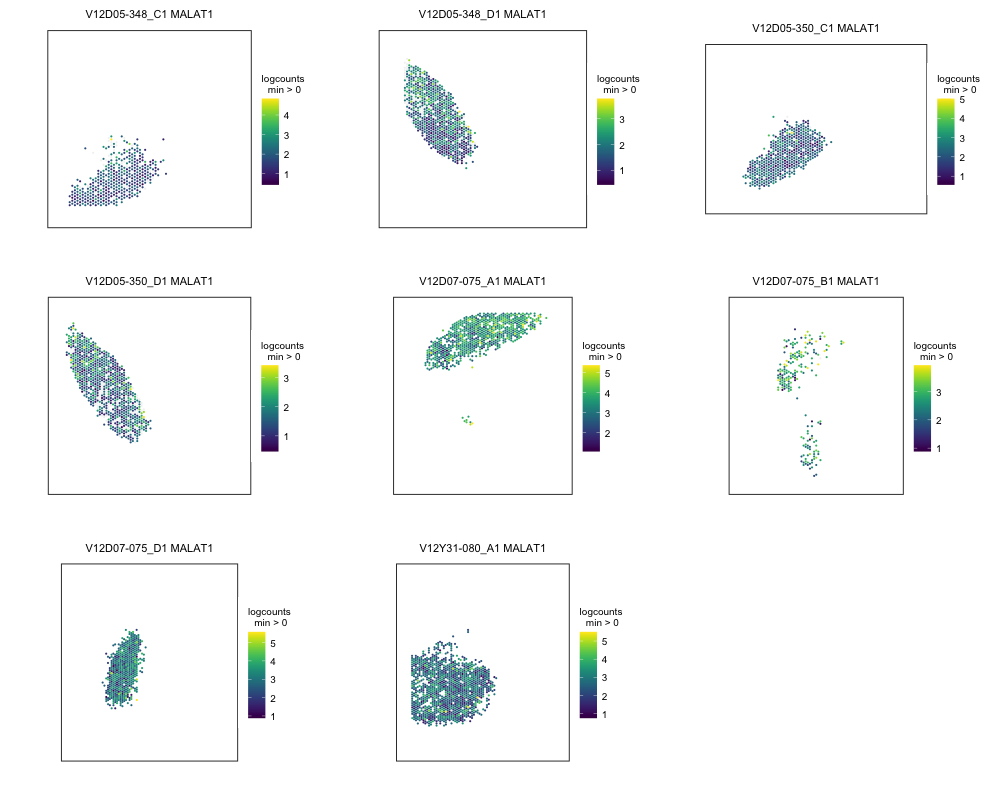 V12D05-348_C1 MALAT1
logcounts
min > 0
4
3
2
1
V12D05-348_D1 MALAT1
logcounts
min > 0
3
2
1
V12D05-350_C1 MALAT1
logcounts
min > 0
5
4
3
2
1
V12D05-350_D1 MALAT1
logcounts
min > 0
3
2
1
V12D07-075_A1 MALAT1
logcounts
min > 0
5
4
3
2
V12D07-075_B1 MALAT1
logcounts
min > 0
3
2
1
V12D07-075_D1 MALAT1
logcounts
min > 0
5
4
3
2
1
V12Y31-080_A1 MALAT1
logcounts
min > 0
5
4
3
2
1